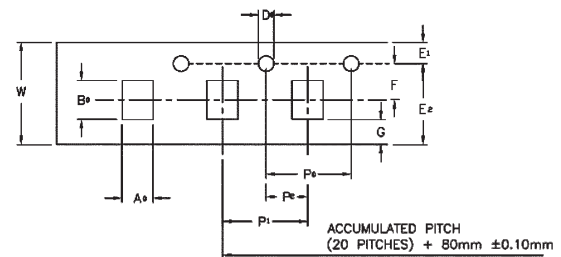 D
E1
W
B0
F
E2
G
A0
P0
P2
P1
ACCUMULATED PITCH
(20 PITCHES) + 80mm ±0.10mm